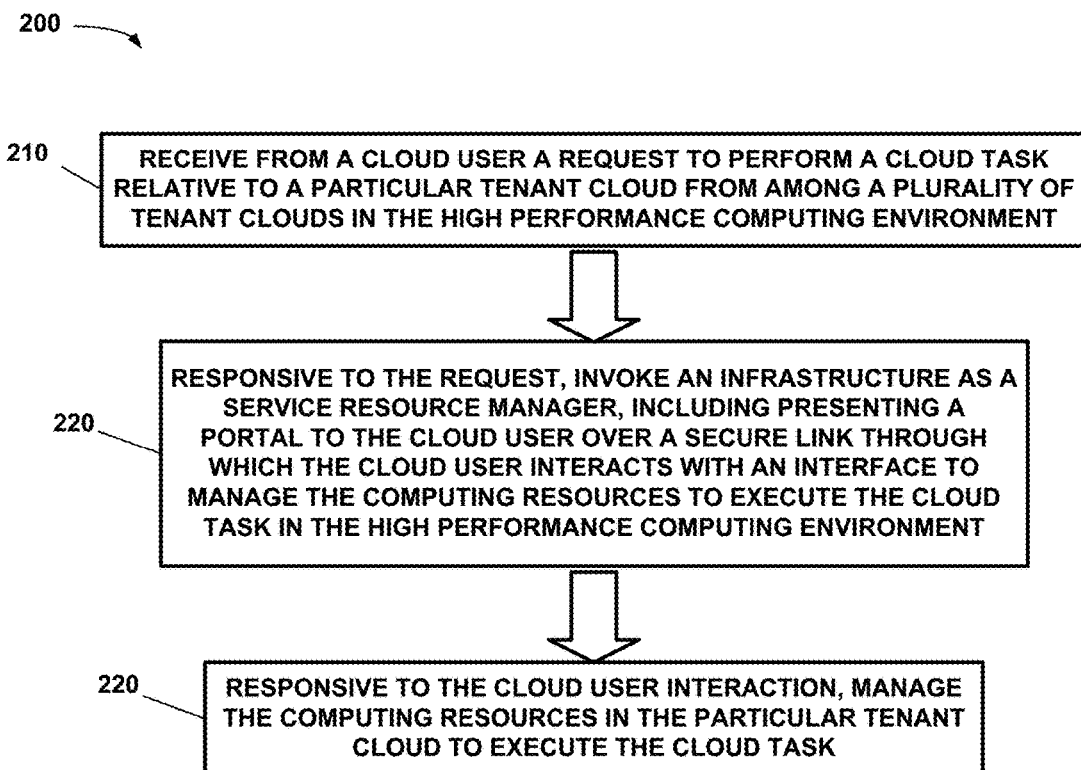 200
210
RECEIVE FROM A CLOUD USER A REQUEST TO PERFORM A CLOUD TASK
RELATIVE TO A PARTICULAR TENANT CLOUD FROM AMONG A PLURALITY OF
TENANT CLOUDS IN THE HIGH PERFORMANCE COMPUTING ENVIRONMENT
220
RESPONSIVE TO THE REQUEST, INVOKE AN INFRASTRUCTURE AS A
SERVICE RESOURCE MANAGER, INCLUDING PRESENTING A
PORTAL TO THE CLOUD USER OVER A SECURE LINK THROUGH
WHICH THE CLOUD USER INTERACTS WITH AN INTERFACE TO
MANAGE THE COMPUTING RESOURCES TO EXECUTE THE CLOUD
TASK IN THE HIGH PERFORMANCE COMPUTING ENVIRONMENT
220
RESPONSIVE TO THE CLOUD USER INTERACTION, MANAGE
THE COMPUTING RESOURCES IN THE PARTICULAR TENANT
CLOUD TO EXECUTE THE CLOUD TASK